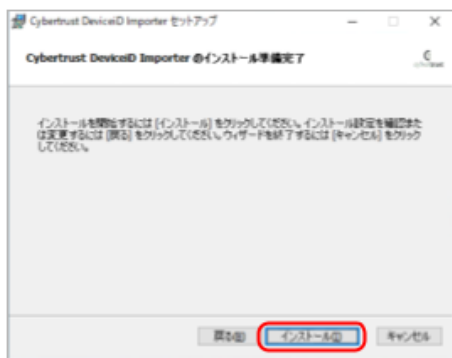 Cybertrust DeviceiD Importer セットアップ
Cybertrust DeviceiD Importer のインストール準備完了
インストールを開始するには [インストール] をクリックしてください。インストール設定を確認また
は変更するには [戻る] をクリックしてください。ウィザードを終了するには [キャンセル] をクリック
してください。
戻る(B)
インストール(I)
キャンセル